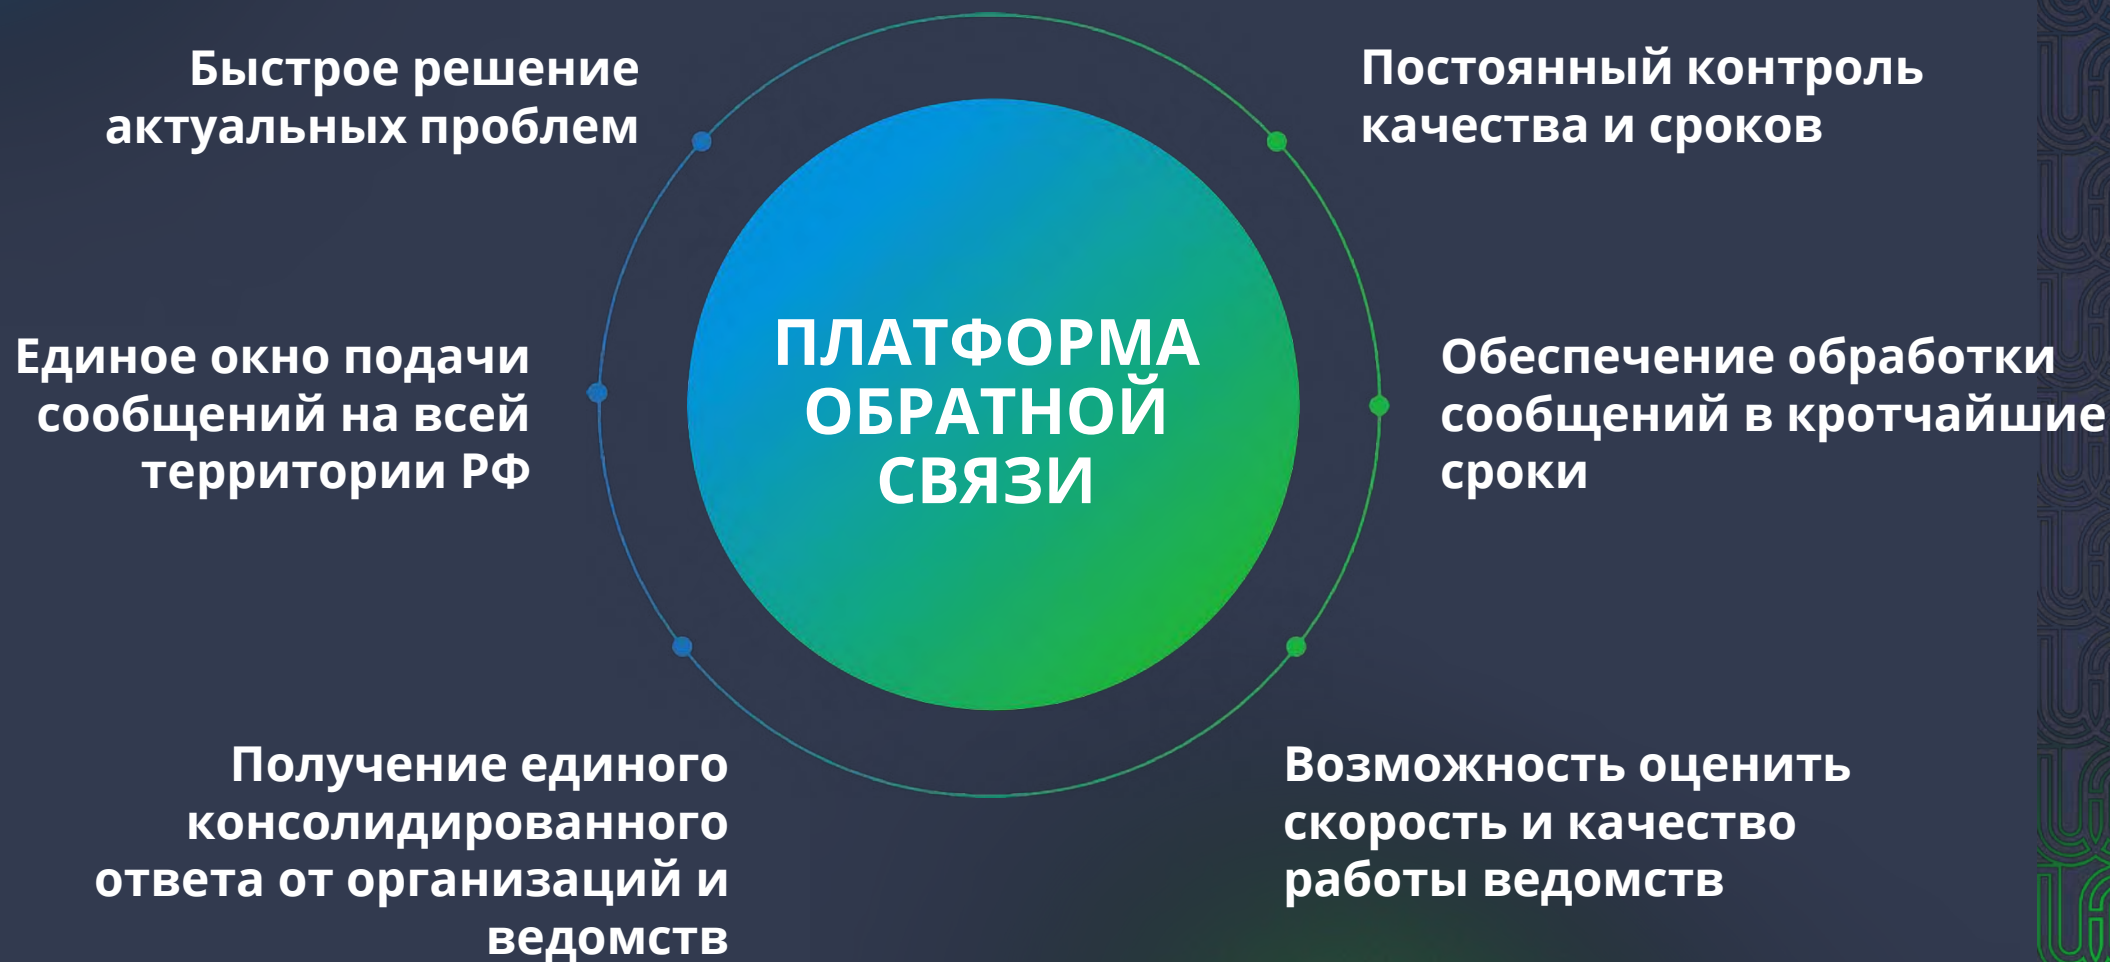 Быстрое решение
актуальных проблем
Единое окно подачи
сообщений на всей
территории РФ
Получение единого
консолидированного
ответа от организаций и
ведомств
ПЛАТФОРМА
ОБРАТНОЙ
СВЯЗИ
Постоянный контроль
качества и сроков
Обеспечение обработки
сообщений в кротчайшие
сроки
Возможность оценить
скорость и качество
работы ведомств